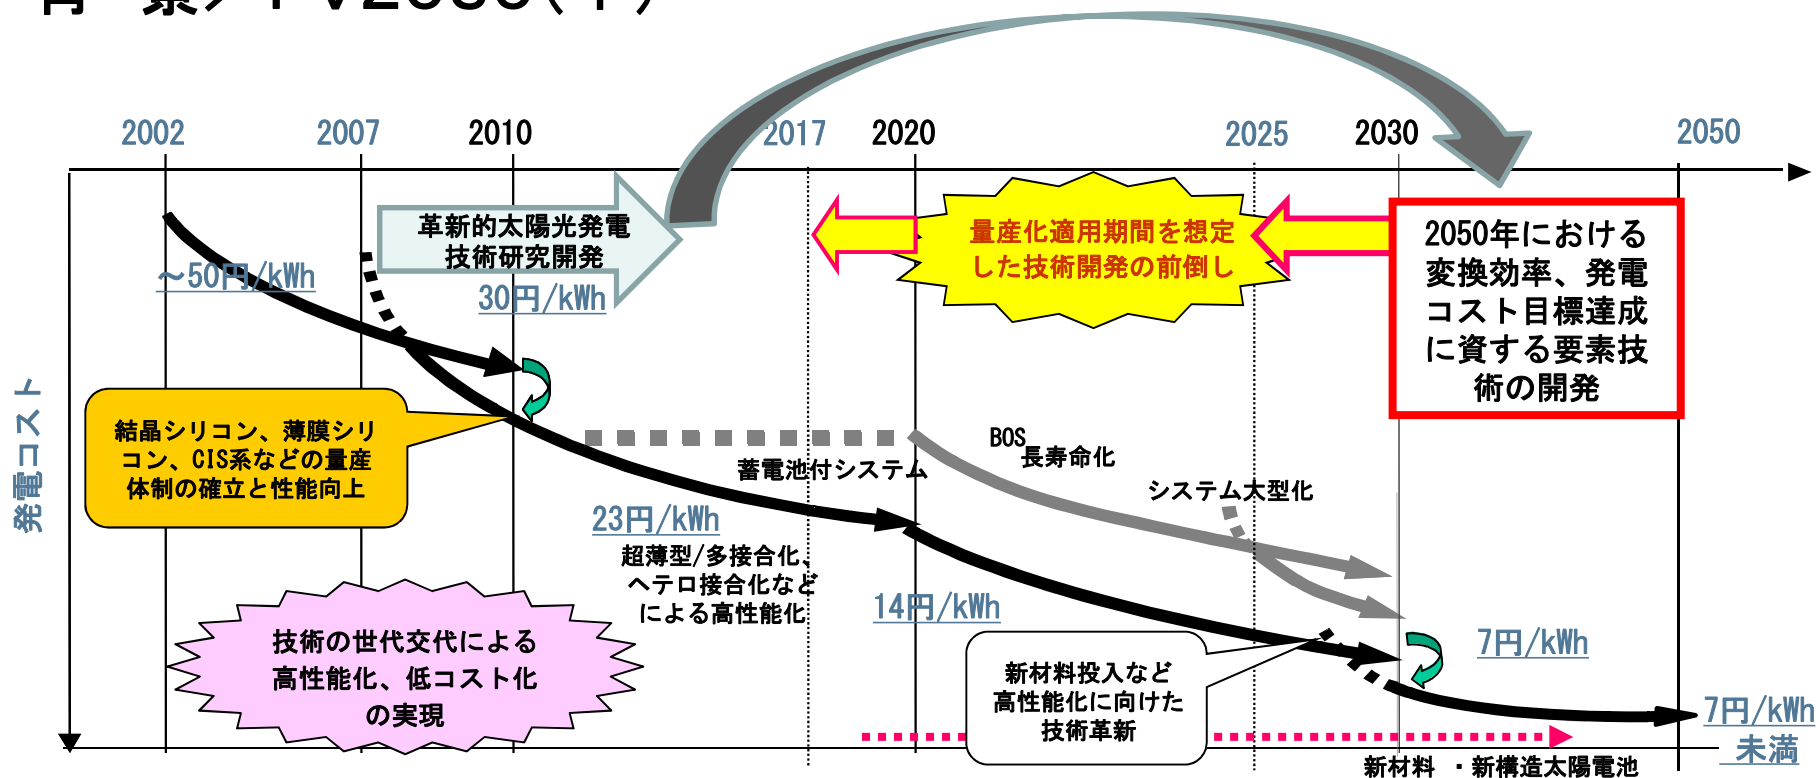 背 景／PV2030(+)
2002
2007
2010
2017
2020
2025
2030
2050
革新的太陽光発電
技術研究開発
量産化適用期間を想定
した技術開発の前倒し
2050年における
変換効率、発電
コスト目標達成
に資する要素技
術の開発
～50円/kWh
30円/kWh
発電コスト
結晶シリコン、薄膜シリ
コン、CIS系などの量産
体制の確立と性能向上
蓄電池付システム
BOS
長寿命化
システム大型化
23円/kWh
超薄型/多接合化、
ヘテロ接合化など
による高性能化
14円/kWh
7円/kWh
技術の世代交代による
高性能化、低コスト化
の実現
新材料投入など
高性能化に向けた
技術革新
7円/kWh
未満
新材料 ・新構造太陽電池